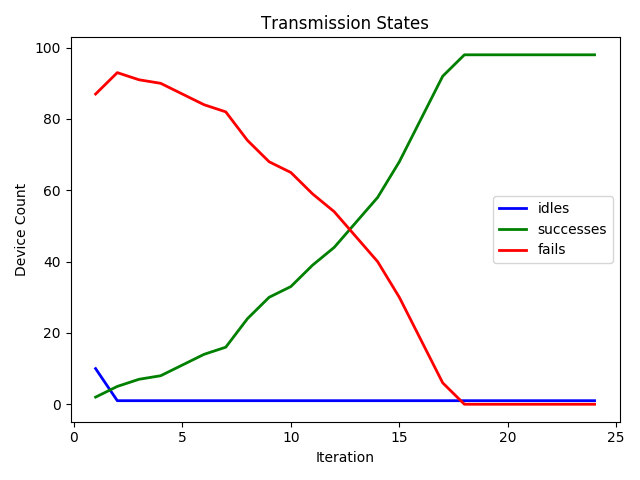 Transmission States
100
80
60
40
20
0
Device Count
idles
successes
fails
0 5 10 15 20 25
Iteration